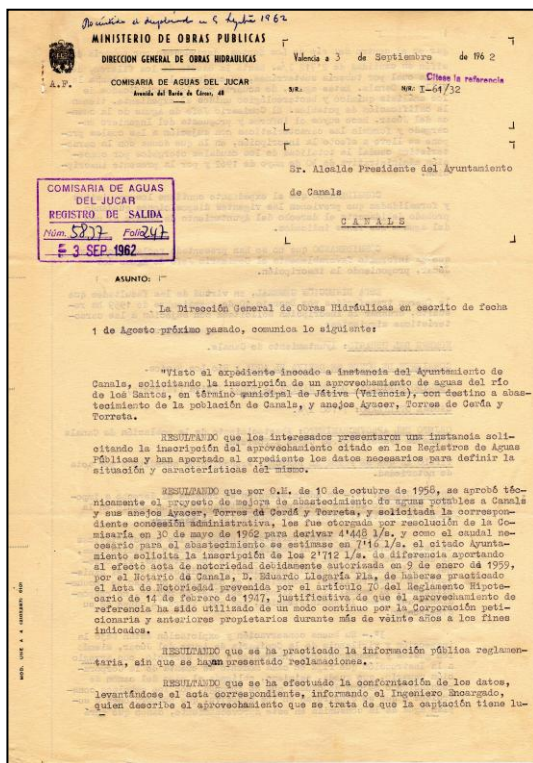 MINISTERIO DE OBRAS PUBLICAS
DIRECCION GENERAL DE OBRAS HIDRAULICAS
COMISARIA DE AGUAS DEL JUCAR
Avenida del Barón de Cárcer, 48
A.F.
Valencia a 3 de Septiembre de 1962
Cítese la referencia
S/R.: N/R.: I-61/32
Sr. Alcalde Presidente del Ayuntamiento
de Canals
CANALS
COMISARIA DE AGUAS
DEL JUCAR
REGISTRO DE SALIDA
Núm. 5877 Folio 247
3 SEP. 1962
ASUNTO:
La Dirección General de Obras Hidráulicas en escrito de fecha
1 de Agosto próximo pasado, comunica lo siguiente:
"Visto el expediente incoado a instancia del Ayuntamiento de
Canals, solicitando la inscripción de un aprovechamiento de aguas del río
de los Santos, en término municipal de Játiva (Valencia), con destino a abas-
tecimiento de la población de Canals, y anejos Ayacer, Torres de Cerda y
Torreta.
RESULTANDO que los interesados presentaron una instancia soli-
citando la inscripción del aprovechamiento citado en los Registros de Aguas
Públicas y han aportado al expediente los datos necesarios para definir la
situación y características del mismo.
RESULTANDO que por O.M. de 10 de octubre de 1958, se aprobó téc-
nicamente el proyecto de mejora de abastecimiento de aguas potables a Canals
y sus anejos Ayacer, Torres de Cerdá y Torreta, y solicitada la correspon-
diente concesión administrativa, les fue otorgada por resolución de la Co-
misaría en 30 de mayo de 1962 para derivar 4'448 l/s. y como el caudal ne-
cesario para el abastecimiento se estimase en 7'16 l/s. el citado Ayunta-
miento solicita la inscripción de los 2'712 l/s. de diferencia aportando
al efecto acta de notoriedad debidamente autorizada en 9 de enero de 1959,
por el Notario de Canals, D. Eduardo Llegaría Pla, de haberse practicado
el Acta de Notoriedad prevenida por el artículo 70 del Reglamento Hipote-
cario de 14 de febrero de 1947, justificativa de que el aprovechamiento de
referencia ha sido utilizado de un modo continuo por la Corporación peti-
cionaria y anteriores propietarios durante más de veinte años a los fines
indicados.
RESULTANDO que se ha practicado la información pública reglamen-
taria, sin que se hayan presentado reclamaciones.
RESULTANDO que se ha efectuado la conforntación de los datos,
levantándose el acta correspondiente, informando el Ingeniero Encargado,
quien describe el aprovechamiento que se trata de que la captación tiene lu-